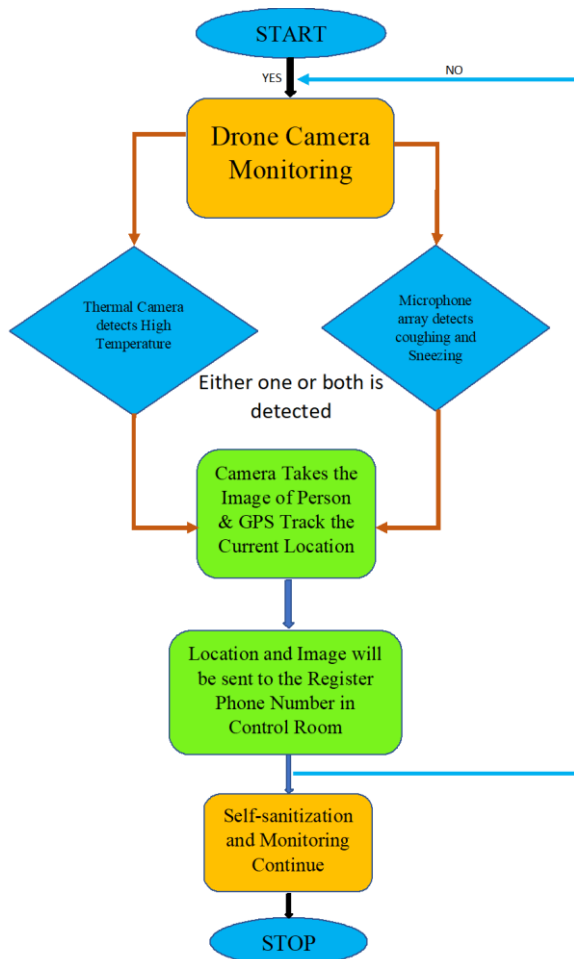 START
YES
NO
Drone Camera
Monitoring
Thermal Camera
detects High
Temperature
Microphone
array detects
coughing and
Sneezing
Either one or both is
detected
Camera Takes the
Image of Person
& GPS Track the
Current Location
Location and Image will
be sent to the Register
Phone Number in
Control Room
Self-sanitization
and Monitoring
Continue
STOP